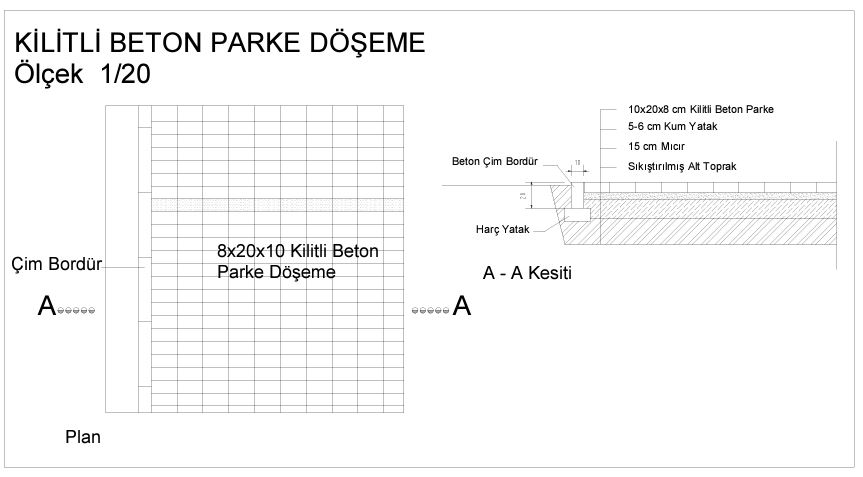 KİLİTLİ BETON PARKE DÖŞEME
Ölçek 1/20
10x20x8 cm Kilitli Beton Parke
5-6 cm Kum Yatak
15 cm Mıcır
Sıkıştırılmış Alt Toprak
Beton Çim Bordür
10
20
Harç Yatak
A - A Kesiti
8x20x10 Kilitli Beton
Parke Döşeme
Çim Bordür
A
A
Plan